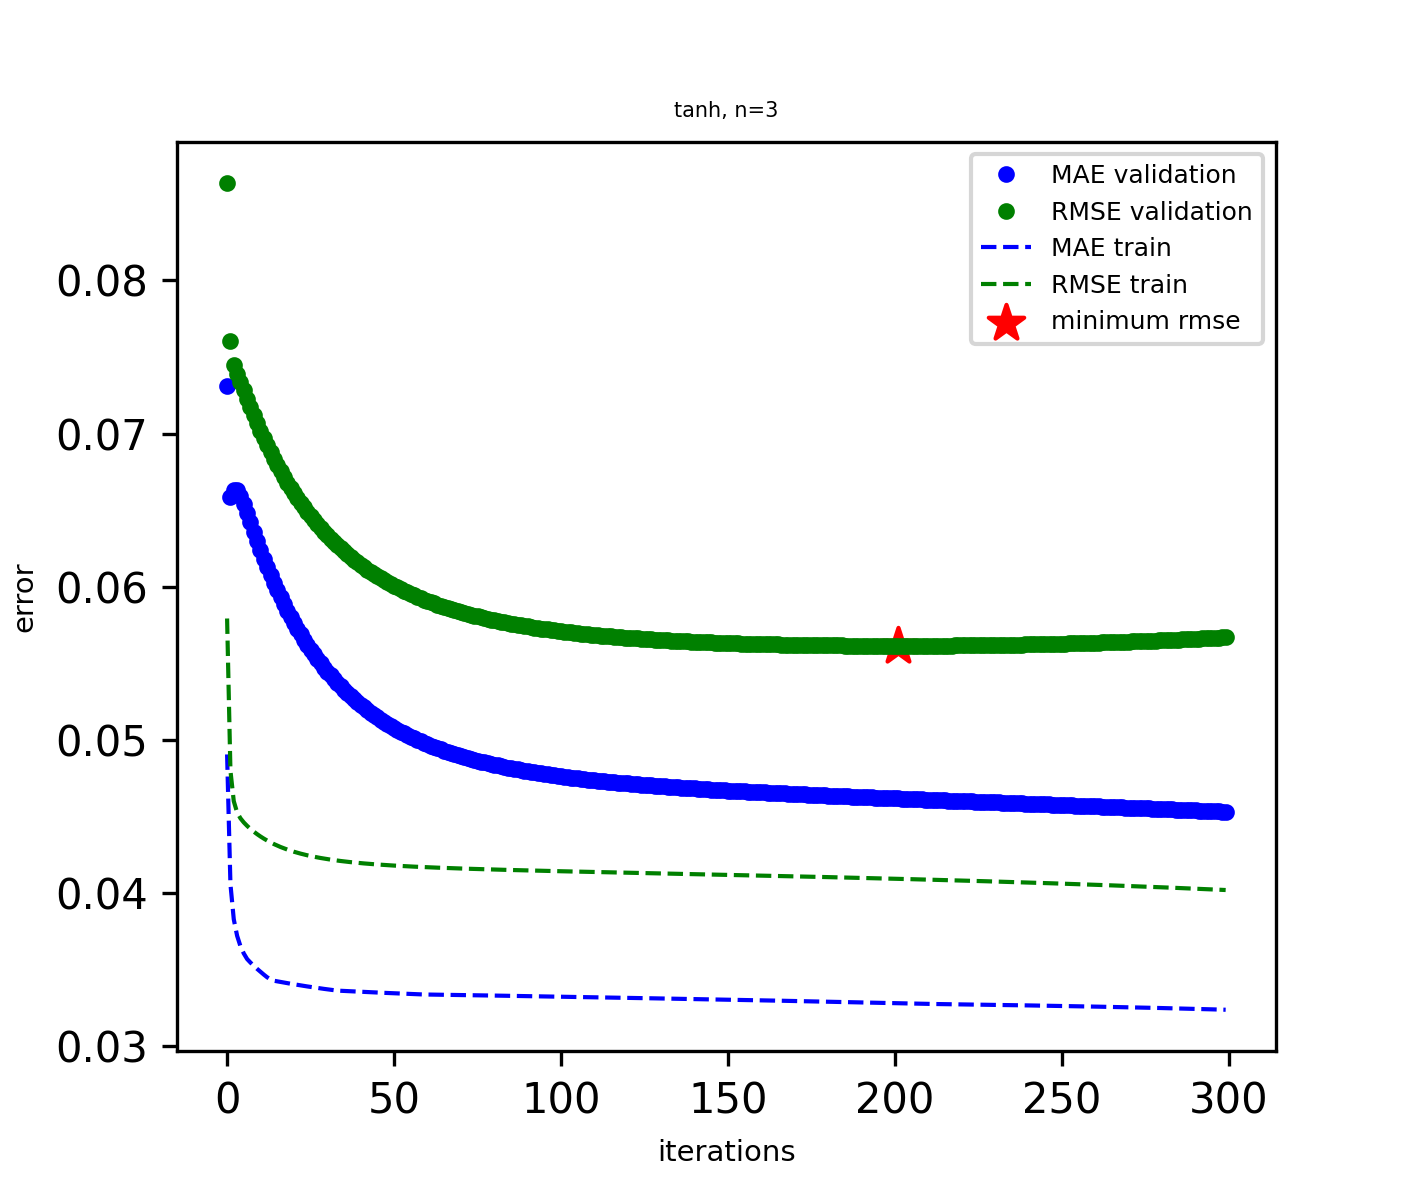 tanh, n=3
MAE validation
RMSE validation
MAE train
RMSE train
minimum rmse
error
0.08
0.07
0.06
0.05
0.04
0.03
0 50 100 150 200 250 300
iterations